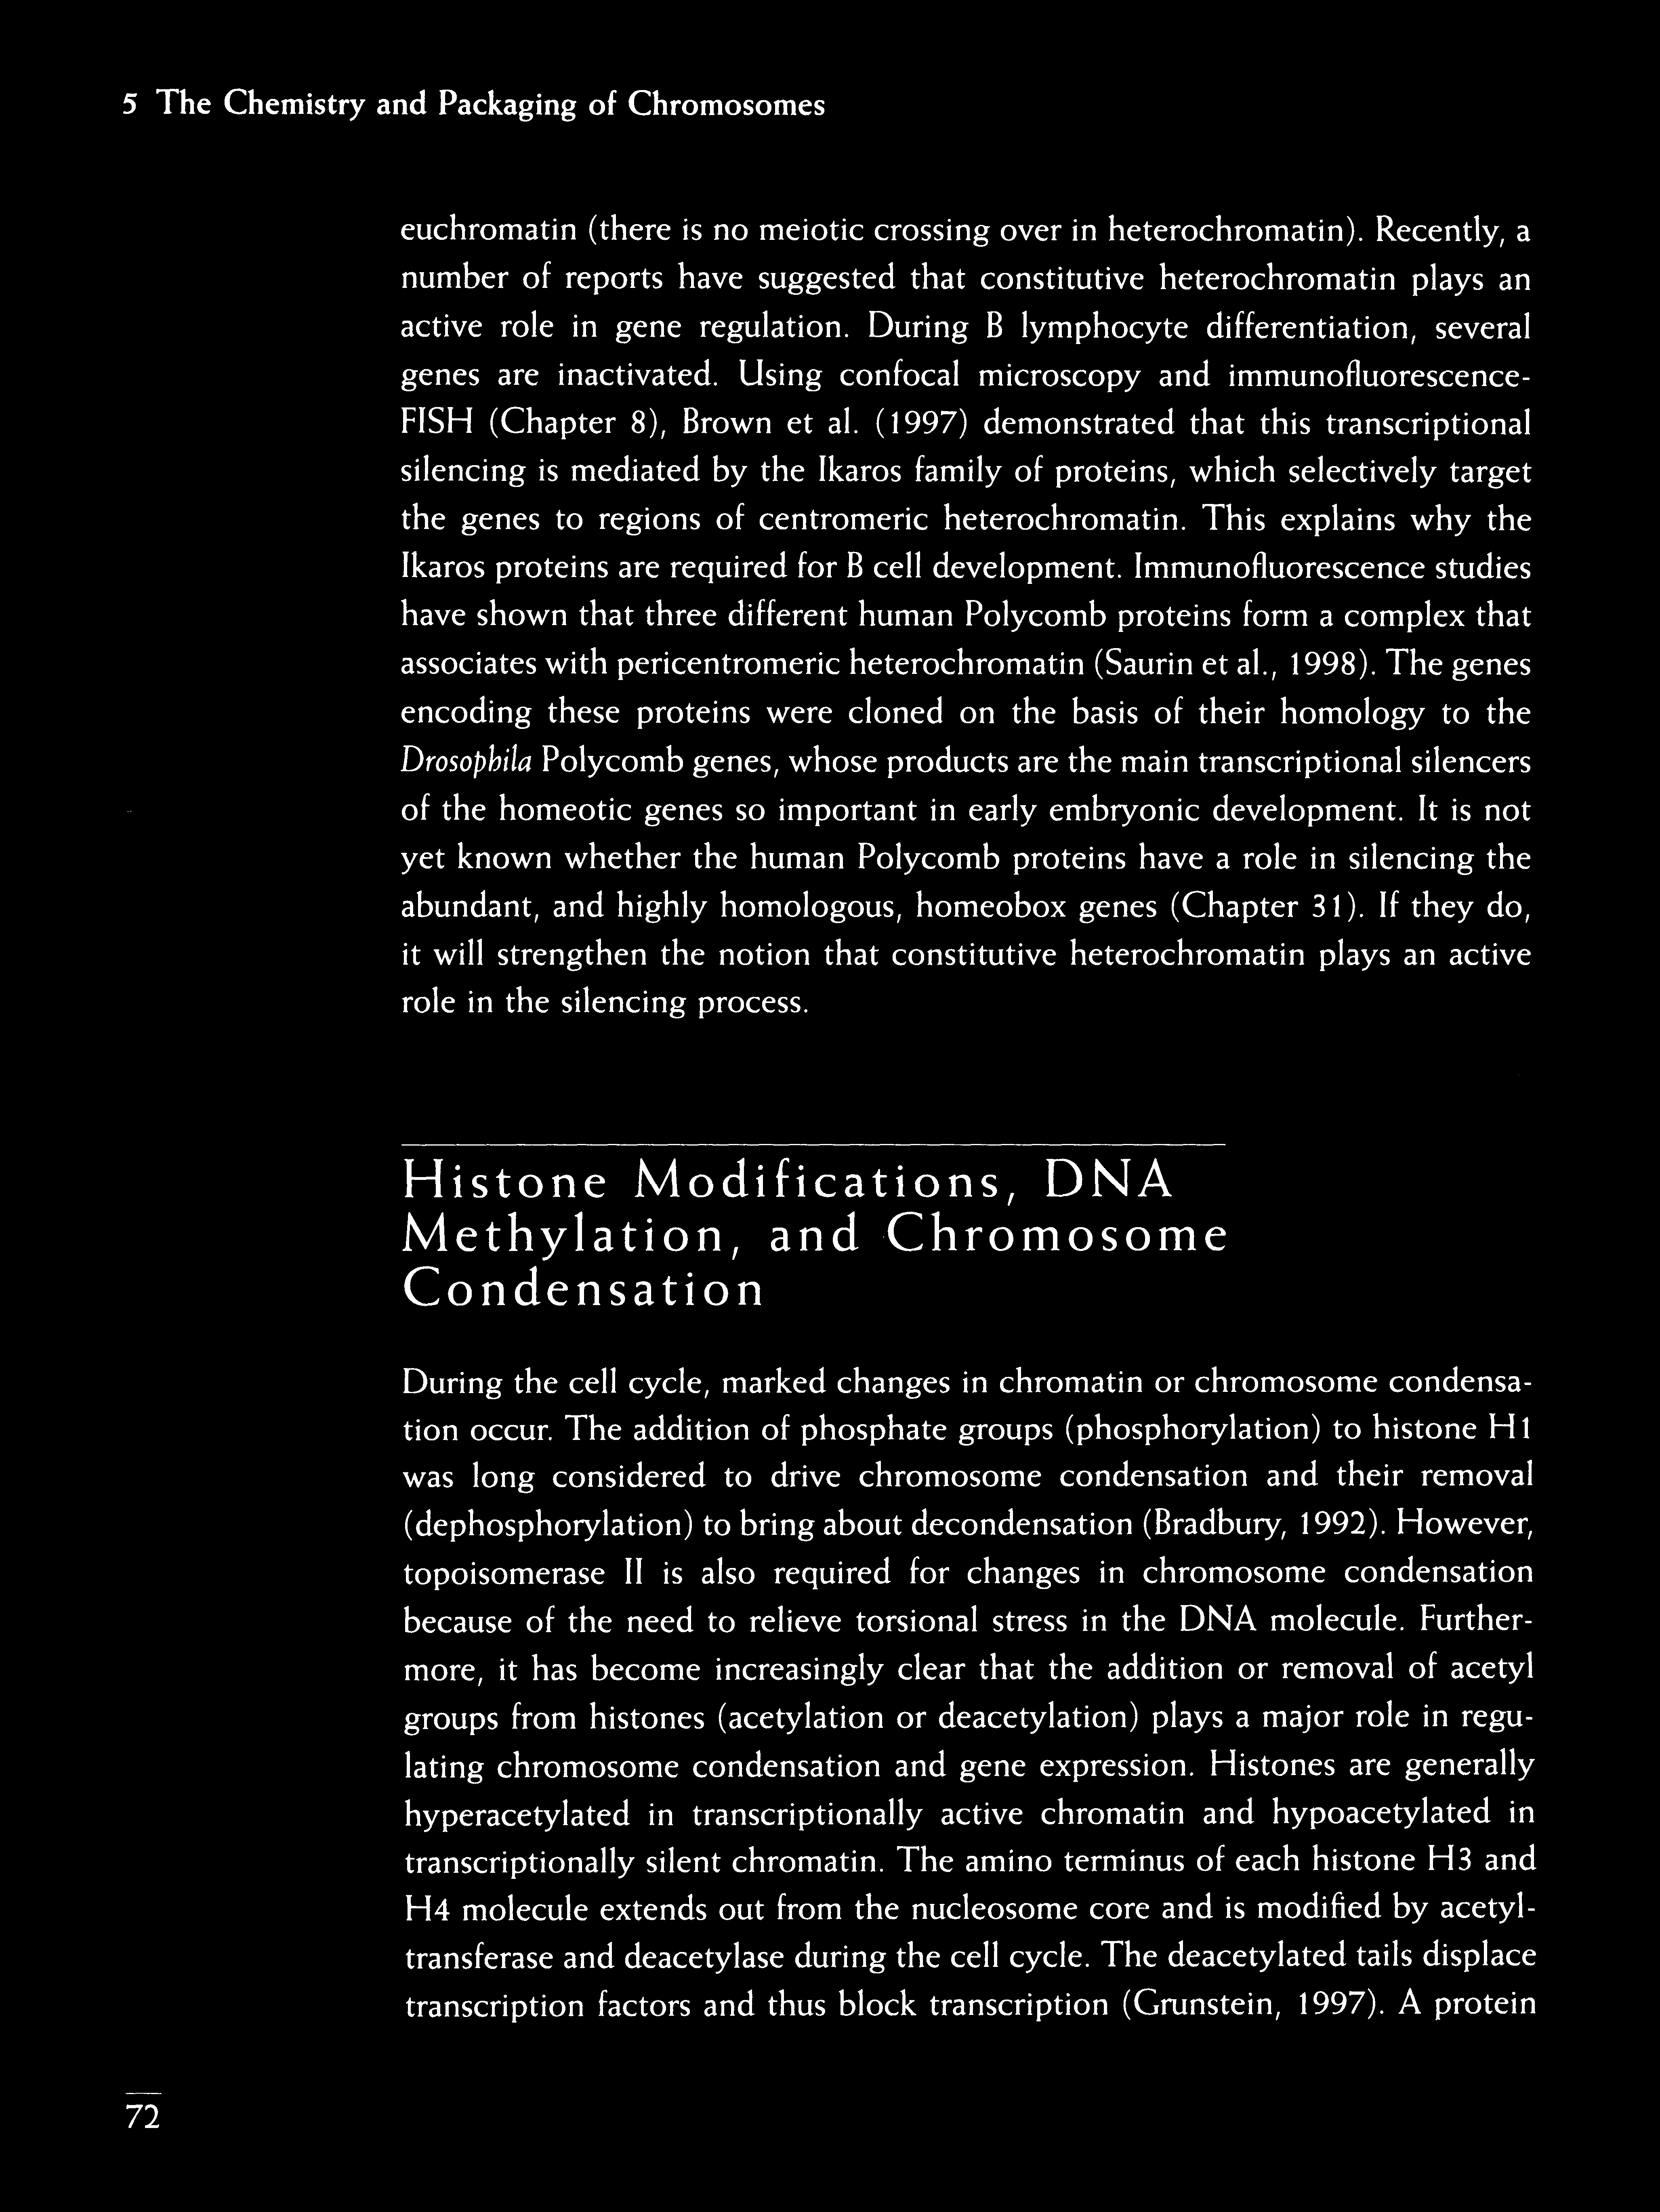 5 The Chemistry and Packaging of Chromosomes
euchromatin (there is no meiotic crossing over in heterochromatin). Recently, a
number of reports have suggested that constitutive heterochromatin plays an
active role in gene regulation. During B lymphocyte differentiation, several
genes are inactivated. Using confocal microscopy and immunofluorescence-
FISH (Chapter 8), Brown et al. (1997) demonstrated that this transcriptional
silencing is mediated by the Ikaros family of proteins, which selectively target
the genes to regions of centromeric heterochromatin. This explains why the
Ikaros proteins are required for B cell development. Immunofluorescence studies
have shown that three different human Polycomb proteins form a complex that
associates with pericentromeric heterochromatin (Saurin et al., 1998). The genes
encoding these proteins were cloned on the basis of their homology to the
Drosophila Polycomb genes, whose products are the main transcriptional silencers
of the homeotic genes so important in early embryonic development. It is not
yet known whether the human Polycomb proteins have a role in silencing the
abundant, and highly homologous, homeobox genes (Chapter 31). If they do,
it will strengthen the notion that constitutive heterochromatin plays an active
role in the silencing process.
Histone Modifications, DNA
Methylation, and Chromosome
Condensation
During the cell cycle, marked changes in chromatin or chromosome condensa-
tion occur. The addition of phosphate groups (phosphorylation) to histone H1
was long considered to drive chromosome condensation and their removal
(dephosphorylation) to bring about decondensation (Bradbury, 1992). However,
topoisomerase II is also required for changes in chromosome condensation
because of the need to relieve torsional stress in the DNA molecule. Further-
more, it has become increasingly clear that the addition or removal of acetyl
groups from histones (acetylation or deacetylation) plays a major role in regu-
lating chromosome condensation and gene expression. Histones are generally
hyperacetylated in transcriptionally active chromatin and hypoacetylated in
transcriptionally silent chromatin. The amino terminus of each histone H3 and
H4 molecule extends out from the nucleosome core and is modified by acetyl-
transferase and deacetylase during the cell cycle. The deacetylated tails displace
transcription factors and thus block transcription (Grunstein, 1997). A protein
72